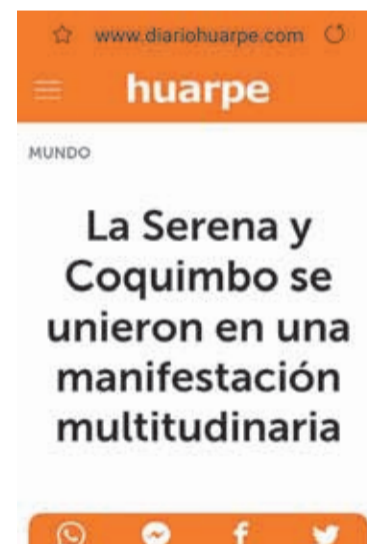 www.diariohuarpe.com
huarpe
MUNDO
La Serena y
Coquimbo se
unieron en una
manifestación
multitudinaria